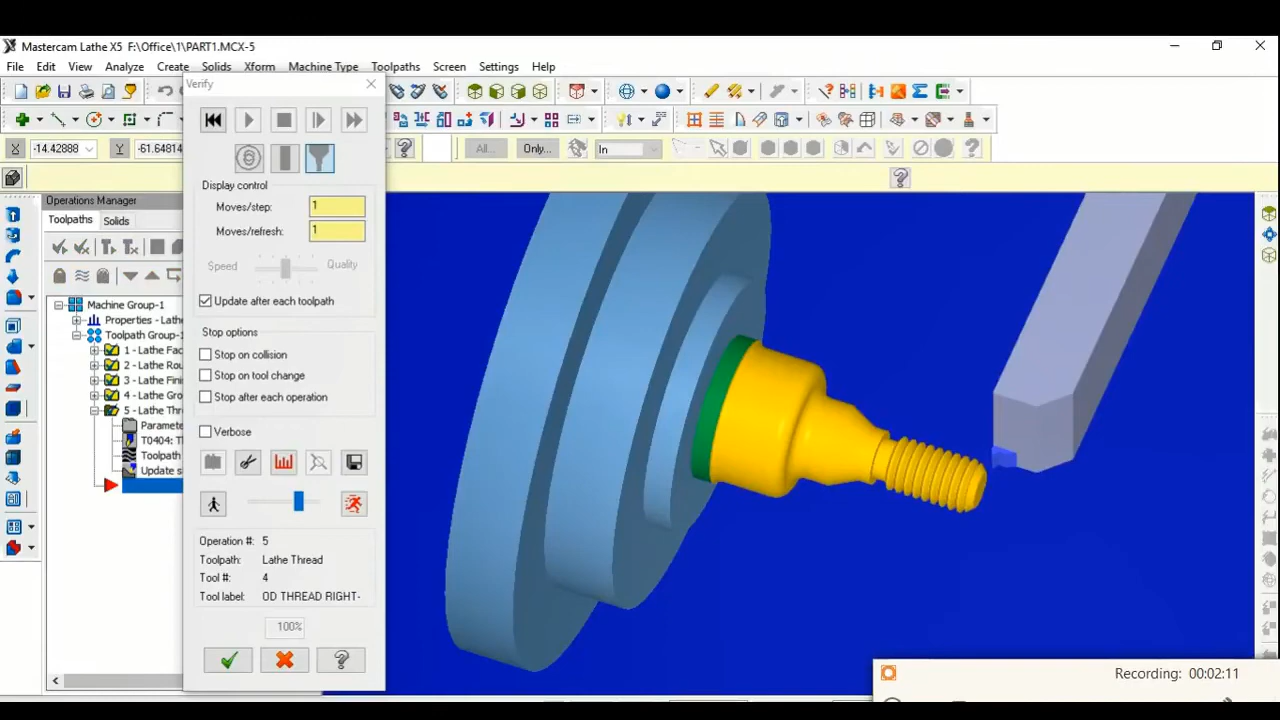 Mastercam Lathe X5 F:\Office\1\PART1.MCX-5
File Edit View Analyze Create Solids Xform Machine Type Toolpaths Screen Settings Help
Verify
X -14.42888 Y -61.64814
All... Only... In
Operations Manager
Toolpaths Solids
Machine Group-1
Properties - Lathe
Toolpath Group-1
1 - Lathe Fac
2 - Lathe Rou
3 - Lathe Fini
4 - Lathe Gro
5 - Lathe Thre
Paramete
T0404: T
Toolpath
Update s
Display control
Moves/step: 1
Moves/refresh: 1
Speed Quality
Update after each toolpath
Stop options
Stop on collision
Stop on tool change
Stop after each operation
Verbose
Operation #: 5
Toolpath: Lathe Thread
Tool #: 4
Tool label: OD THREAD RIGHT-
100%
Recording: 00:02:11